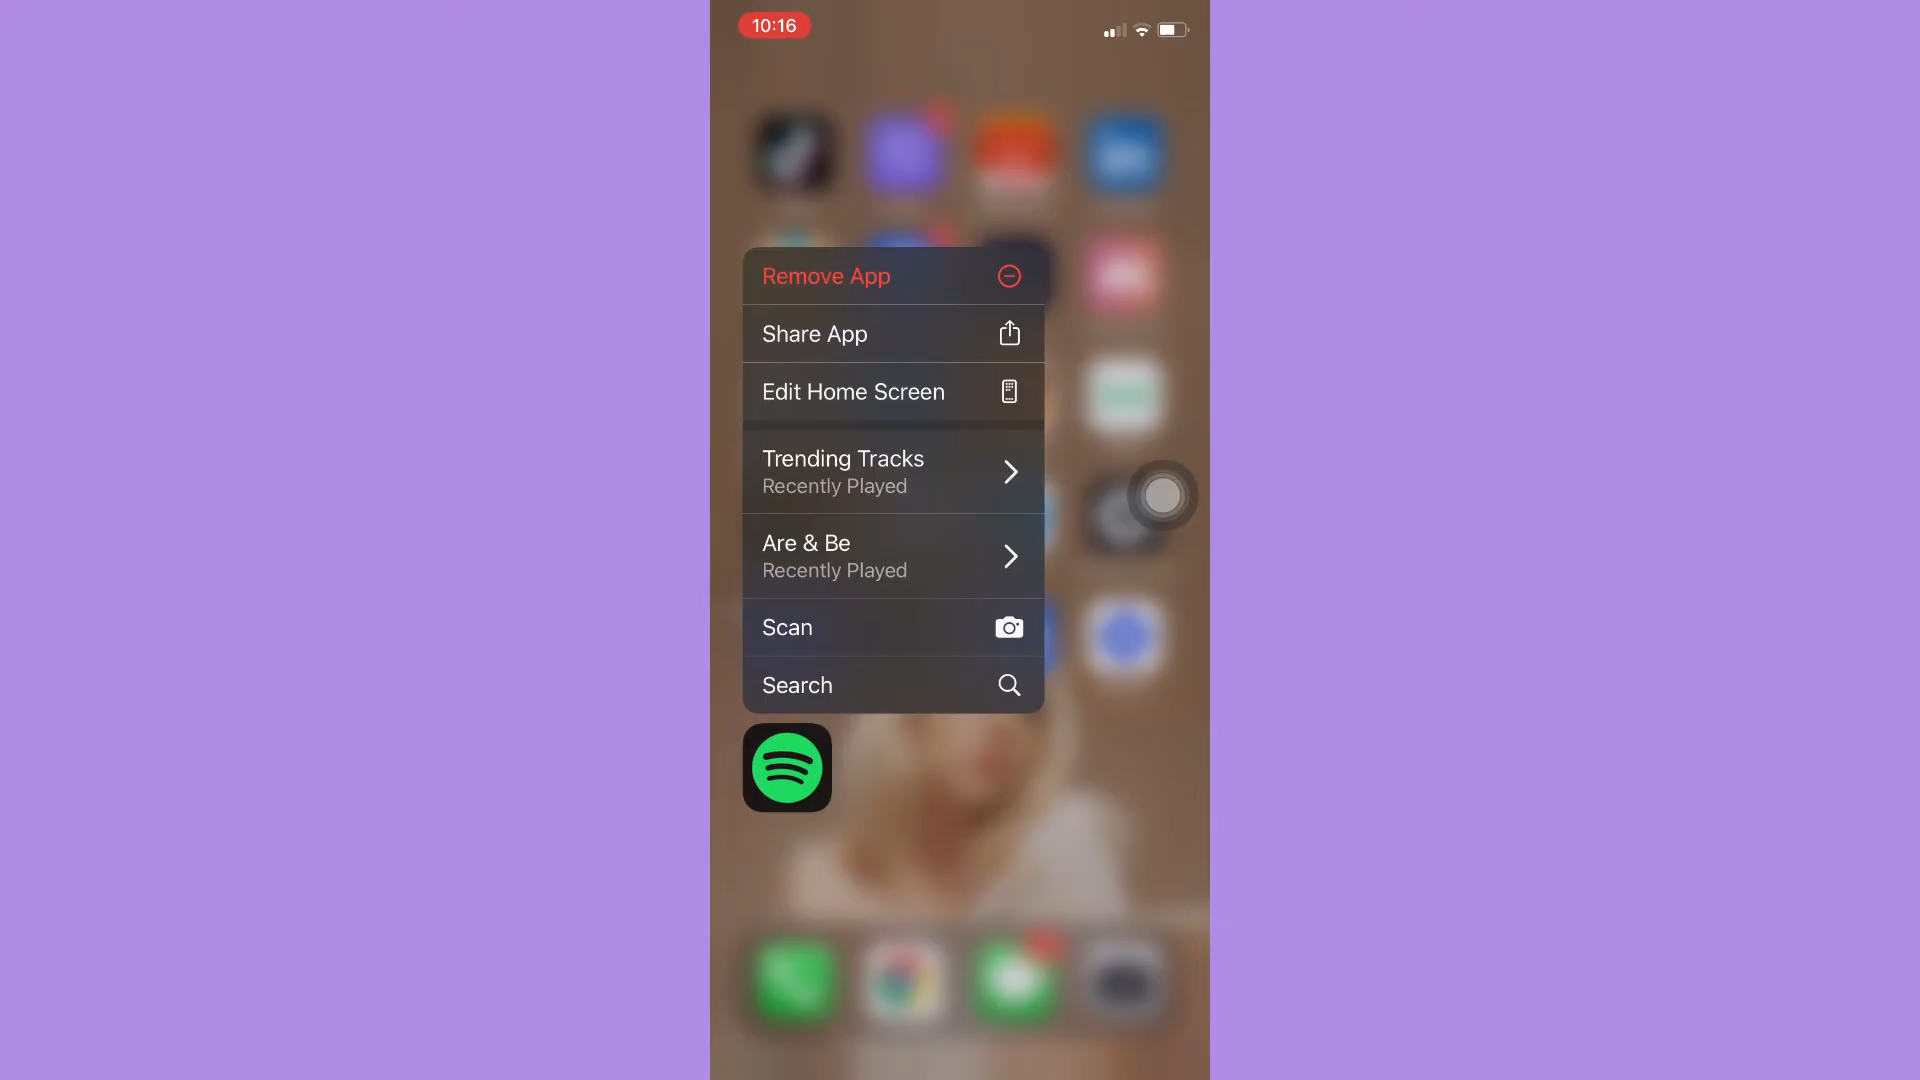 10:16
Remove App
Share App
Edit Home Screen
Trending Tracks
Recently Played
Are & Be
Recently Played
Scan
Search